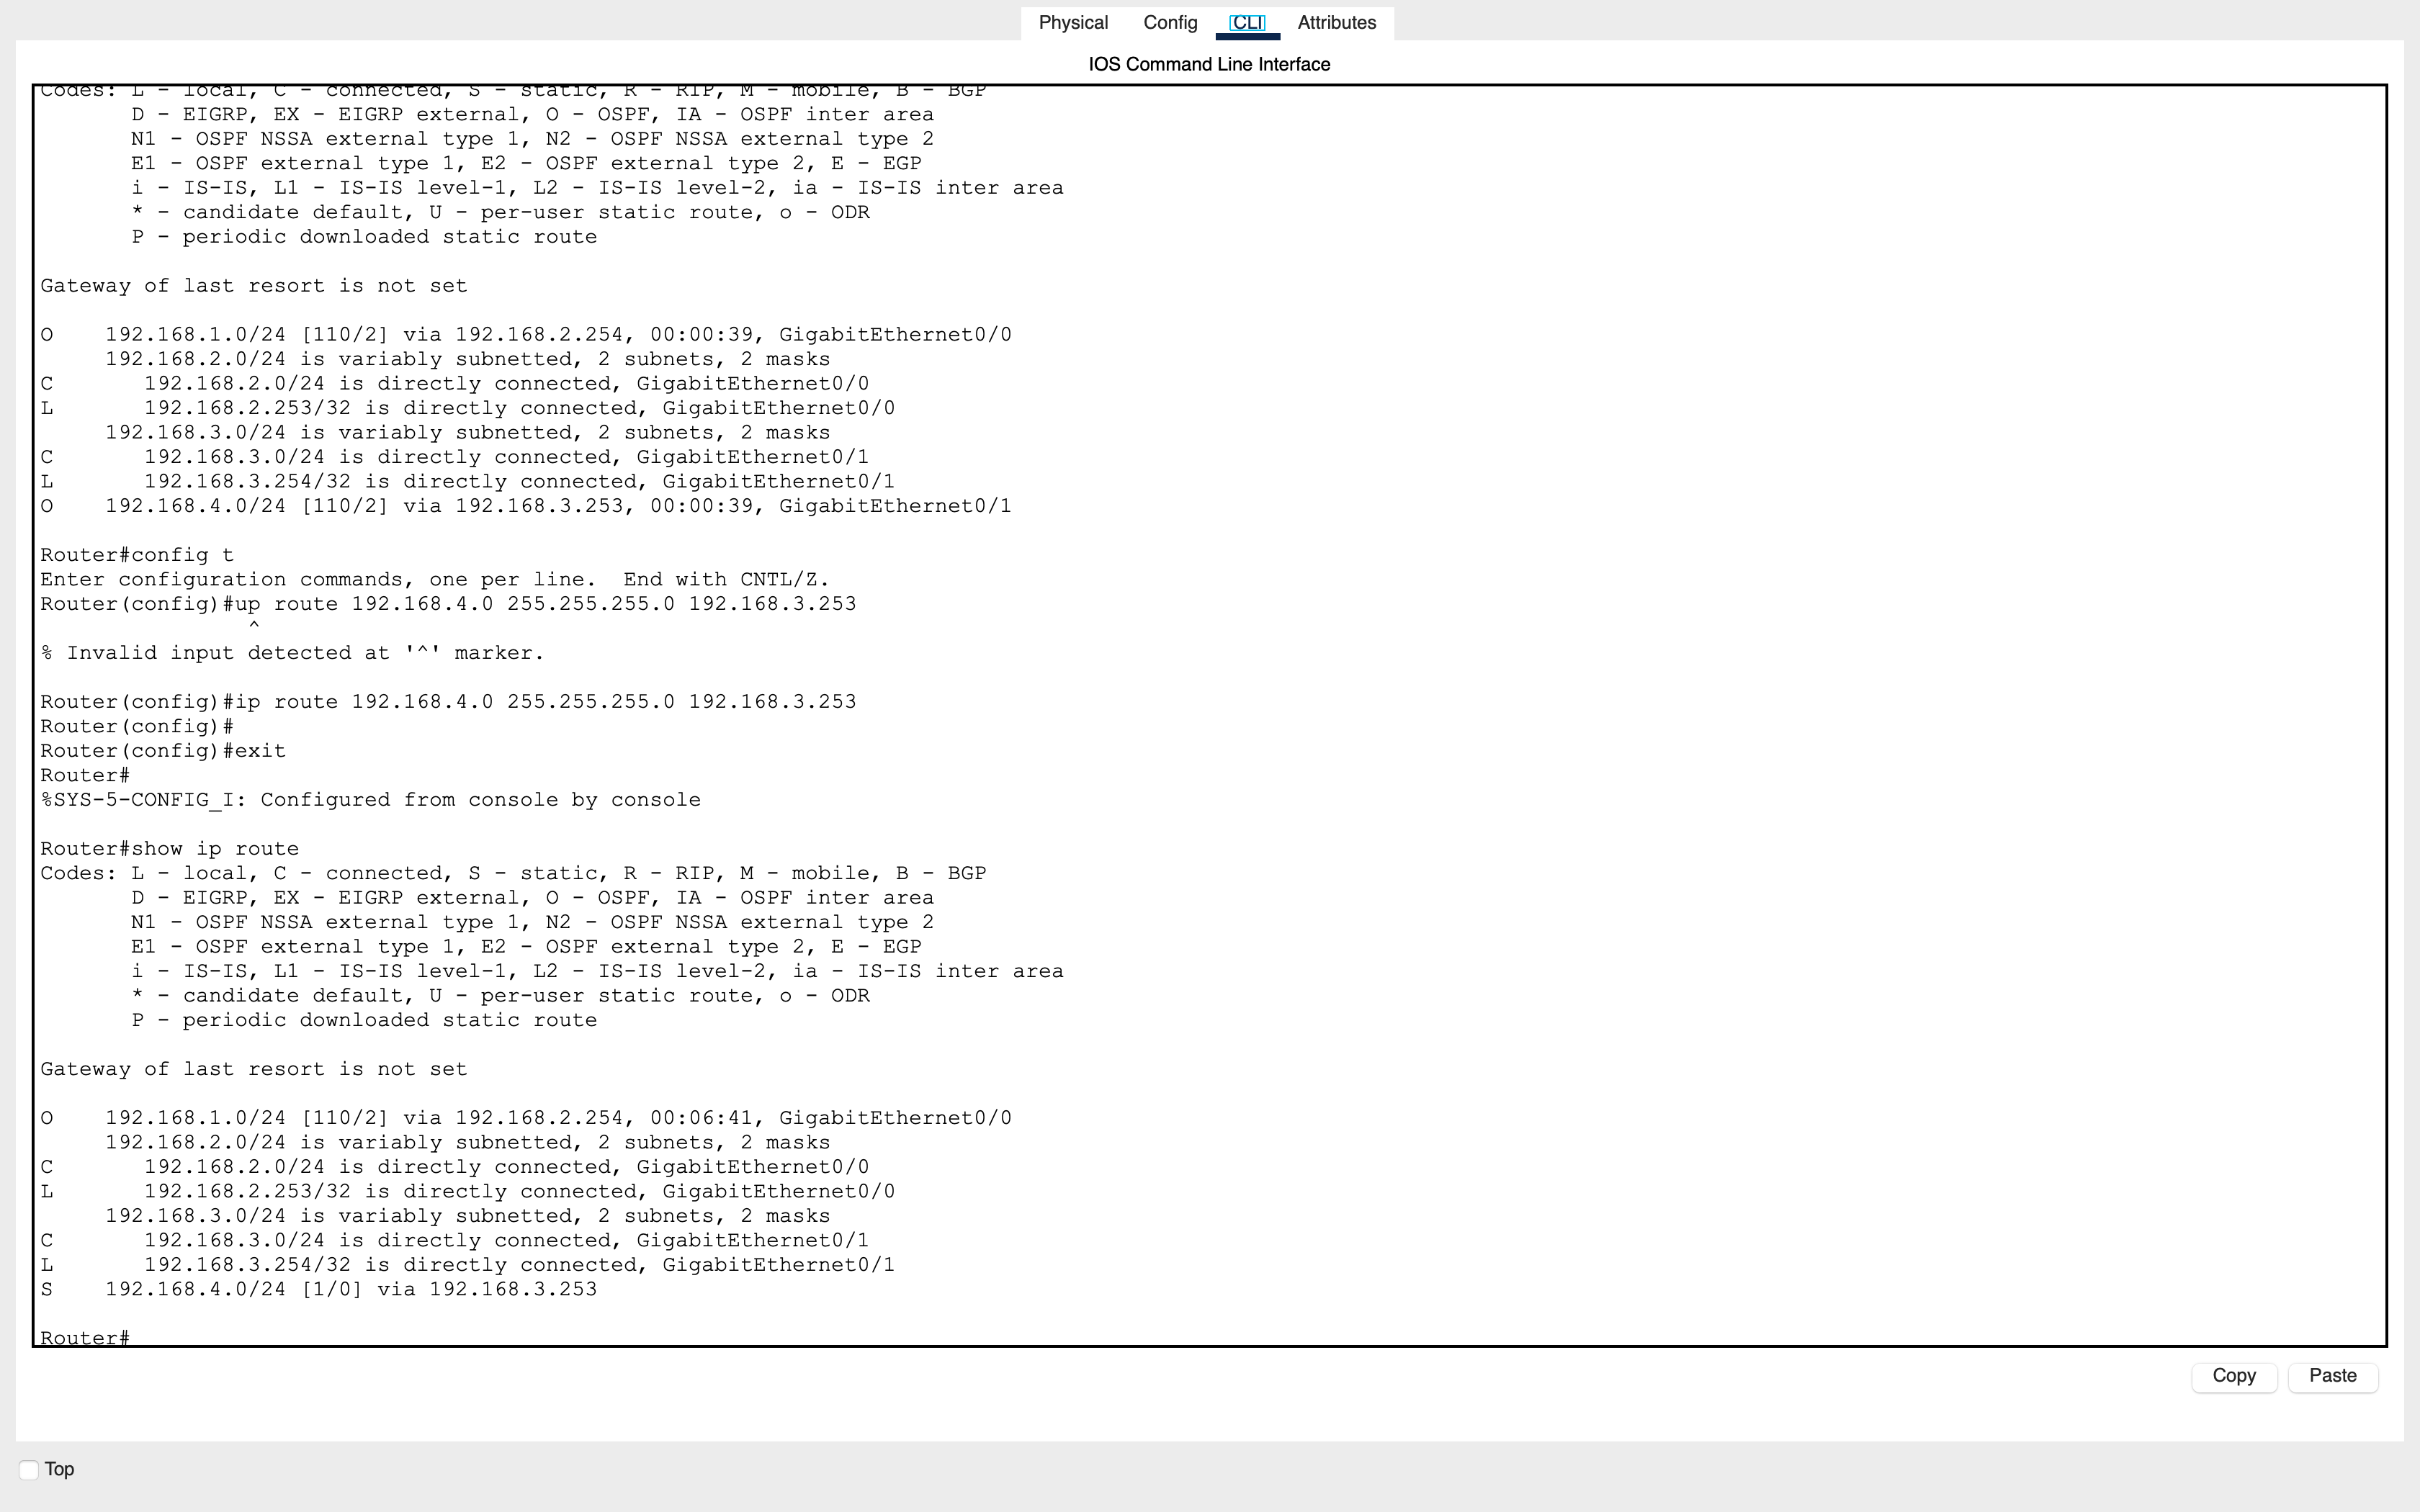 Physical Config CLI Attributes
IOS Command Line Interface
Codes: L - local, C - connected, S - static, R - RIP, M - mobile, B - BGP
       D - EIGRP, EX - EIGRP external, O - OSPF, IA - OSPF inter area
       N1 - OSPF NSSA external type 1, N2 - OSPF NSSA external type 2
       E1 - OSPF external type 1, E2 - OSPF external type 2, E - EGP
       i - IS-IS, L1 - IS-IS level-1, L2 - IS-IS level-2, ia - IS-IS inter area
       * - candidate default, U - per-user static route, o - ODR
       P - periodic downloaded static route
Gateway of last resort is not set
O    192.168.1.0/24 [110/2] via 192.168.2.254, 00:00:39, GigabitEthernet0/0
     192.168.2.0/24 is variably subnetted, 2 subnets, 2 masks
C       192.168.2.0/24 is directly connected, GigabitEthernet0/0
L       192.168.2.253/32 is directly connected, GigabitEthernet0/0
     192.168.3.0/24 is variably subnetted, 2 subnets, 2 masks
C       192.168.3.0/24 is directly connected, GigabitEthernet0/1
L       192.168.3.254/32 is directly connected, GigabitEthernet0/1
O    192.168.4.0/24 [110/2] via 192.168.3.253, 00:00:39, GigabitEthernet0/1
Router#config t
Enter configuration commands, one per line.  End with CNTL/Z.
Router(config)#up route 192.168.4.0 255.255.255.0 192.168.3.253
                ^
% Invalid input detected at '^' marker.
Router(config)#ip route 192.168.4.0 255.255.255.0 192.168.3.253
Router(config)#
Router(config)#exit
Router#
%SYS-5-CONFIG_I: Configured from console by console
Router#show ip route
Codes: L - local, C - connected, S - static, R - RIP, M - mobile, B - BGP
       D - EIGRP, EX - EIGRP external, O - OSPF, IA - OSPF inter area
       N1 - OSPF NSSA external type 1, N2 - OSPF NSSA external type 2
       E1 - OSPF external type 1, E2 - OSPF external type 2, E - EGP
       i - IS-IS, L1 - IS-IS level-1, L2 - IS-IS level-2, ia - IS-IS inter area
       * - candidate default, U - per-user static route, o - ODR
       P - periodic downloaded static route
Gateway of last resort is not set
O    192.168.1.0/24 [110/2] via 192.168.2.254, 00:06:41, GigabitEthernet0/0
     192.168.2.0/24 is variably subnetted, 2 subnets, 2 masks
C       192.168.2.0/24 is directly connected, GigabitEthernet0/0
L       192.168.2.253/32 is directly connected, GigabitEthernet0/0
     192.168.3.0/24 is variably subnetted, 2 subnets, 2 masks
C       192.168.3.0/24 is directly connected, GigabitEthernet0/1
L       192.168.3.254/32 is directly connected, GigabitEthernet0/1
S    192.168.4.0/24 [1/0] via 192.168.3.253
Router#
Copy Paste
Top